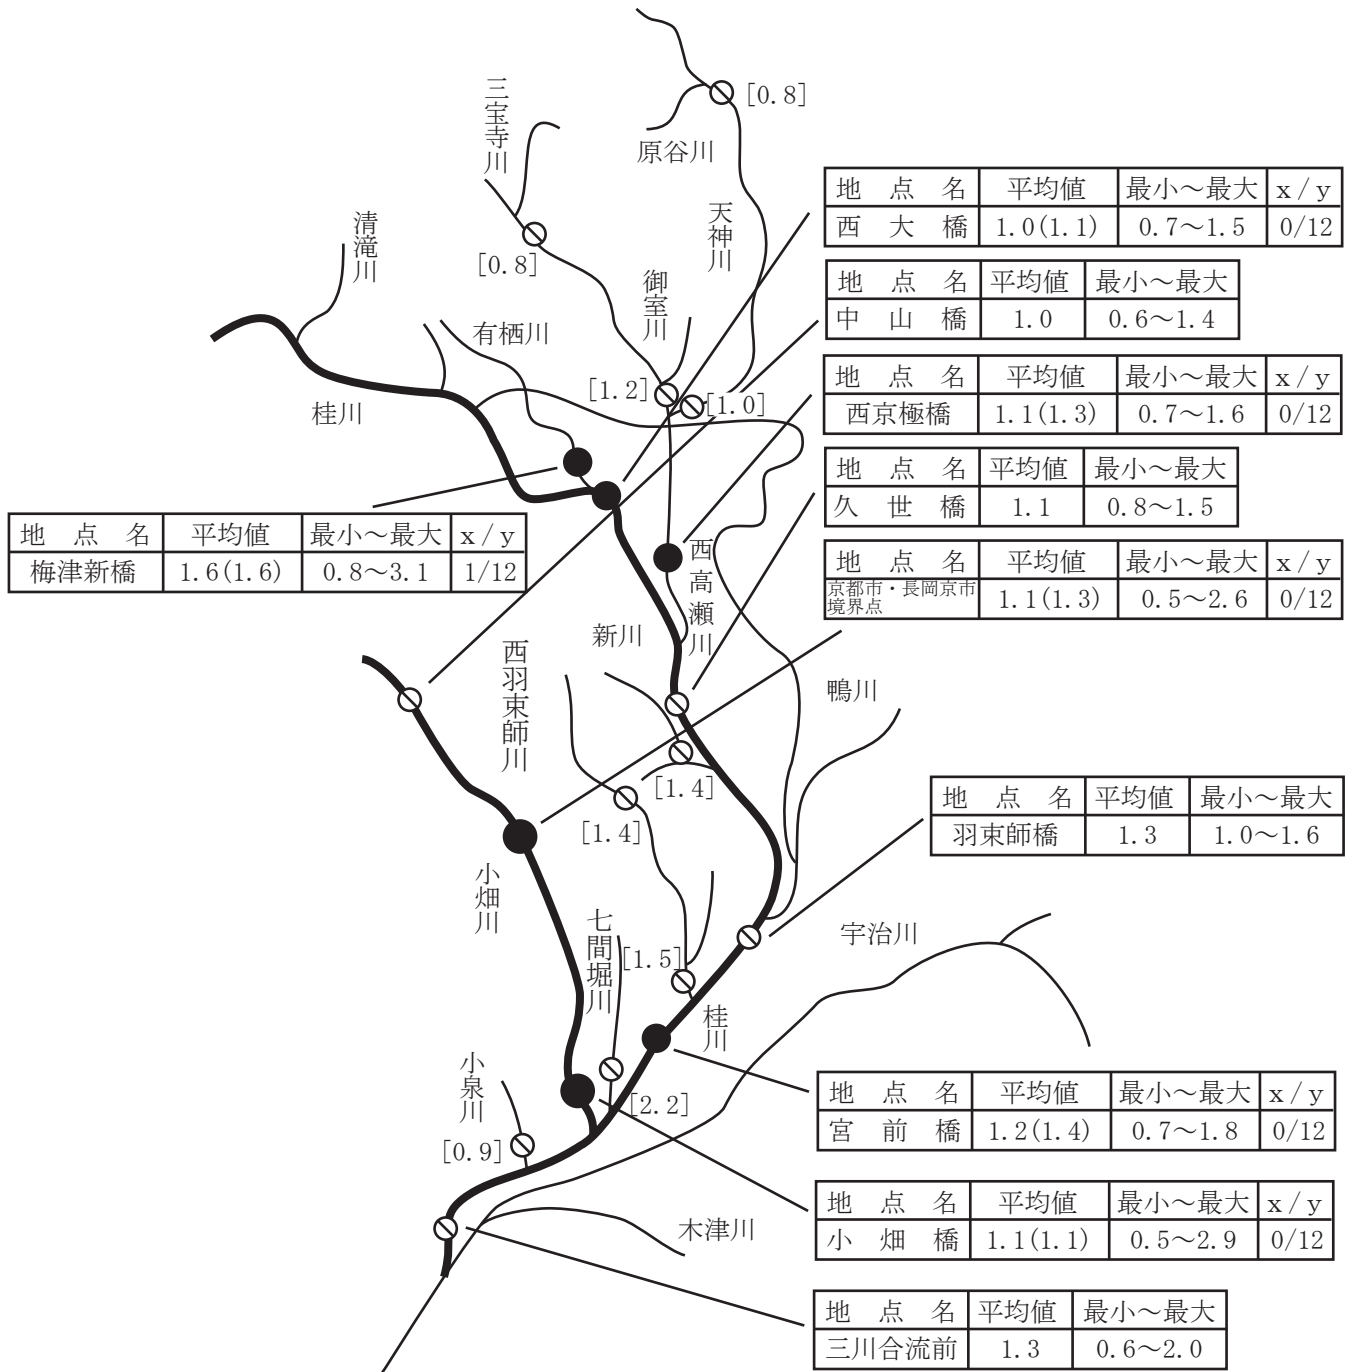 [0.8]
三宝寺川
原谷川
地点名 平均値 最小～最大 x/y
西大橋 1.0(1.1) 0.7～1.5 0/12
天神川
清滝川
[0.8]
御室川
地点名 平均値 最小～最大
中山橋 1.0 0.6～1.4
有栖川
[1.2]
[1.0]
桂川
地点名 平均値 最小～最大 x/y
西京極橋 1.1(1.3) 0.7～1.6 0/12
地点名 平均値 最小～最大
久世橋 1.1 0.8～1.5
地点名 平均値 最小～最大 x/y
梅津新橋 1.6(1.6) 0.8～3.1 1/12
西高瀬川
地点名 平均値 最小～最大 x/y
京都市・長岡京市
境界点 1.1(1.3) 0.5～2.6 0/12
新川
西羽束師川
鴨川
[1.4]
[1.4]
地点名 平均値 最小～最大
羽束師橋 1.3 1.0～1.6
小畑川
七間堀川
宇治川
[1.5]
桂川
小泉川
[2.2]
[0.9]
地点名 平均値 最小～最大 x/y
宮前橋 1.2(1.4) 0.7～1.8 0/12
地点名 平均値 最小～最大 x/y
小畑橋 1.1(1.1) 0.5～2.9 0/12
木津川
地点名 平均値 最小～最大
三川合流前 1.3 0.6～2.0